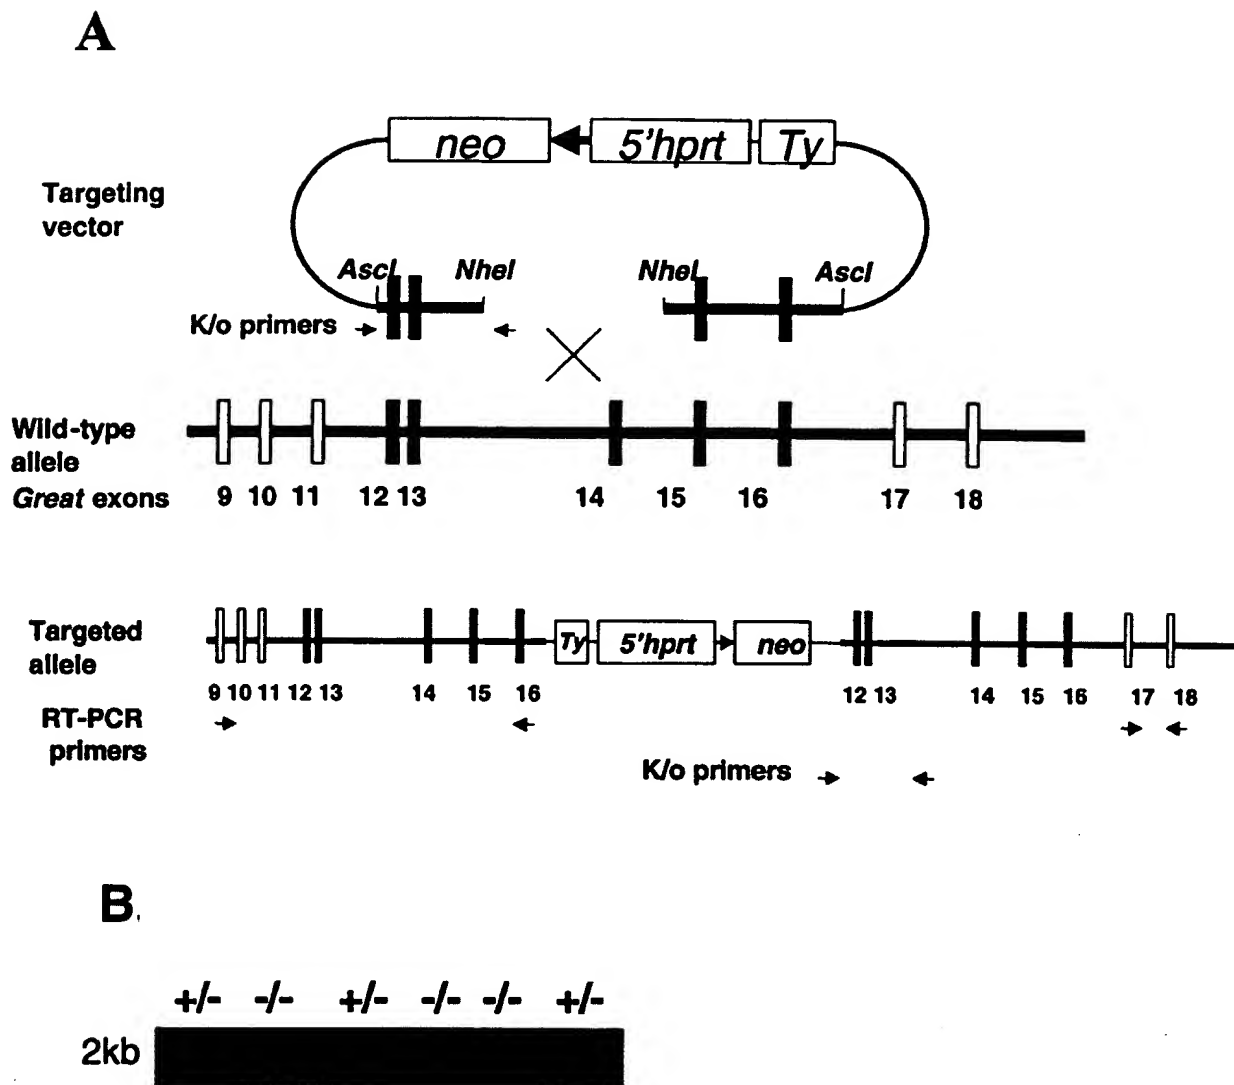 A
neo 5'hprt Ty
Targeting
vector
AscI NheI NheI AscI
K/o primers
Wild-type
allele
Great exons 9 10 11 12 13 14 15 16 17 18
Targeted
allele
Ty 5'hprt neo
9 10 11 12 13 14 15 16 12 13 14 15 16 17 18
RT-PCR
primers
K/o primers
B.
+/- -/- +/- -/- -/- +/-
2kb